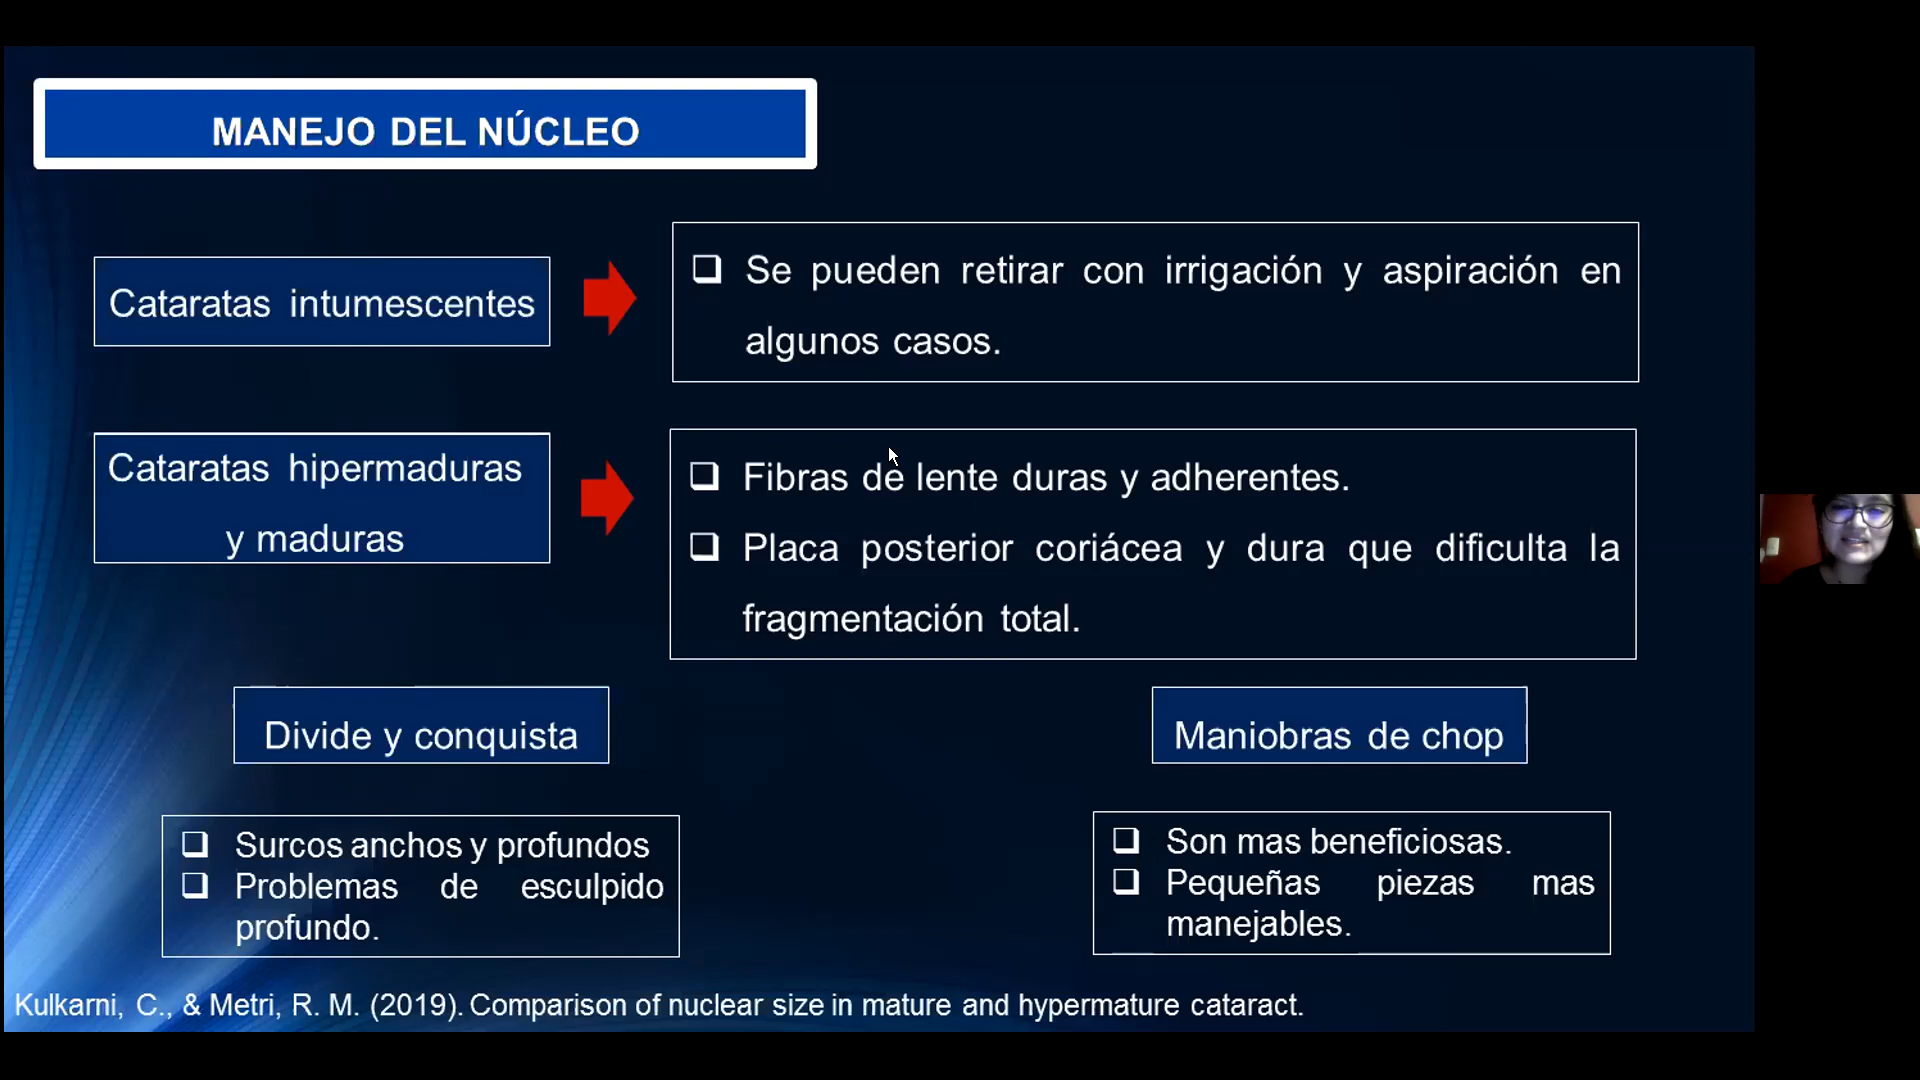 MANEJO DEL NÚCLEO
Cataratas intumescentes
Se pueden retirar con irrigación y aspiración en
algunos casos.
Cataratas hipermaduras
y maduras
Fibras de lente duras y adherentes.
Placa posterior coriácea y dura que dificulta la
fragmentación total.
Divide y conquista
Surcos anchos y profundos
Problemas de esculpido
profundo.
Maniobras de chop
Son mas beneficiosas.
Pequeñas piezas mas
manejables.
Kulkarni, C., & Metri, R. M. (2019). Comparison of nuclear size in mature and hypermature cataract.